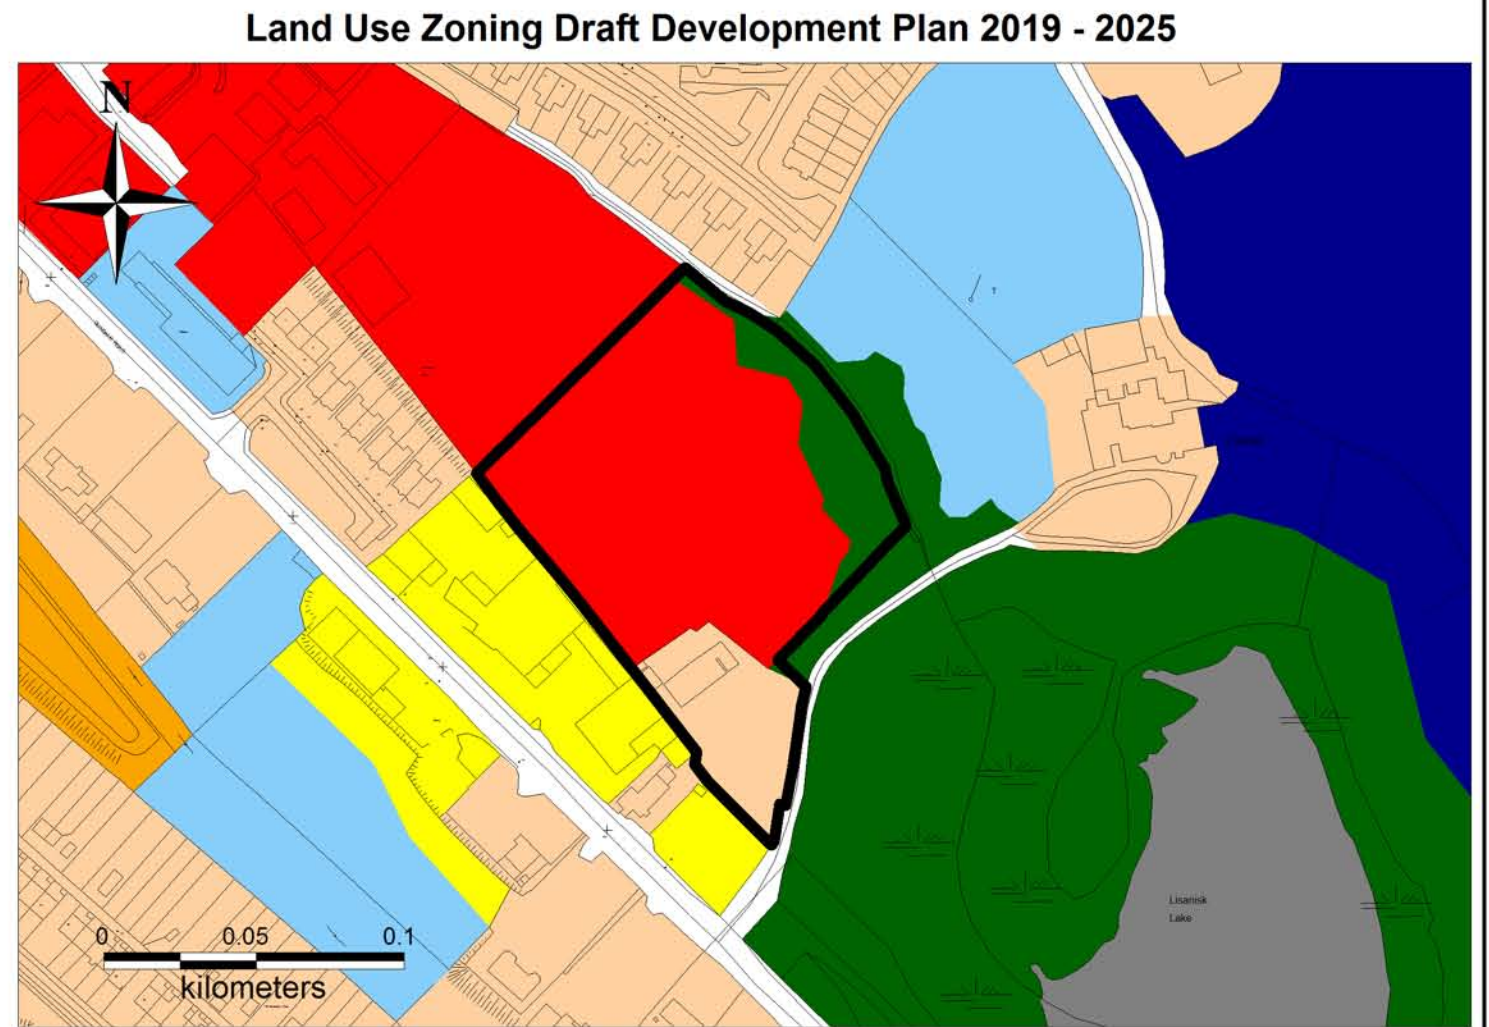 Land Use Zoning Draft Development Plan 2019 - 2025
N
Lisanisk
Lake
0 0.05 0.1
kilometers